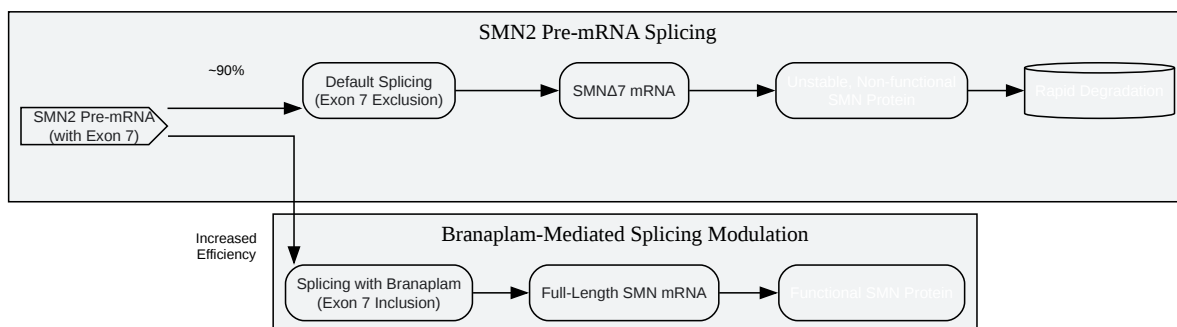 SMN2 Pre-mRNA Splicing
~90%
Default Splicing
(Exon 7 Exclusion)
SMNΔ7 mRNA
Unstable, Non-functional
SMN Protein
Rapid Degradation
SMN2 Pre-mRNA
(with Exon 7)
Increased
Efficiency
Branaplam-Mediated Splicing Modulation
Splicing with Branaplam
(Exon 7 Inclusion)
Full-Length SMN mRNA
Functional SMN Protein